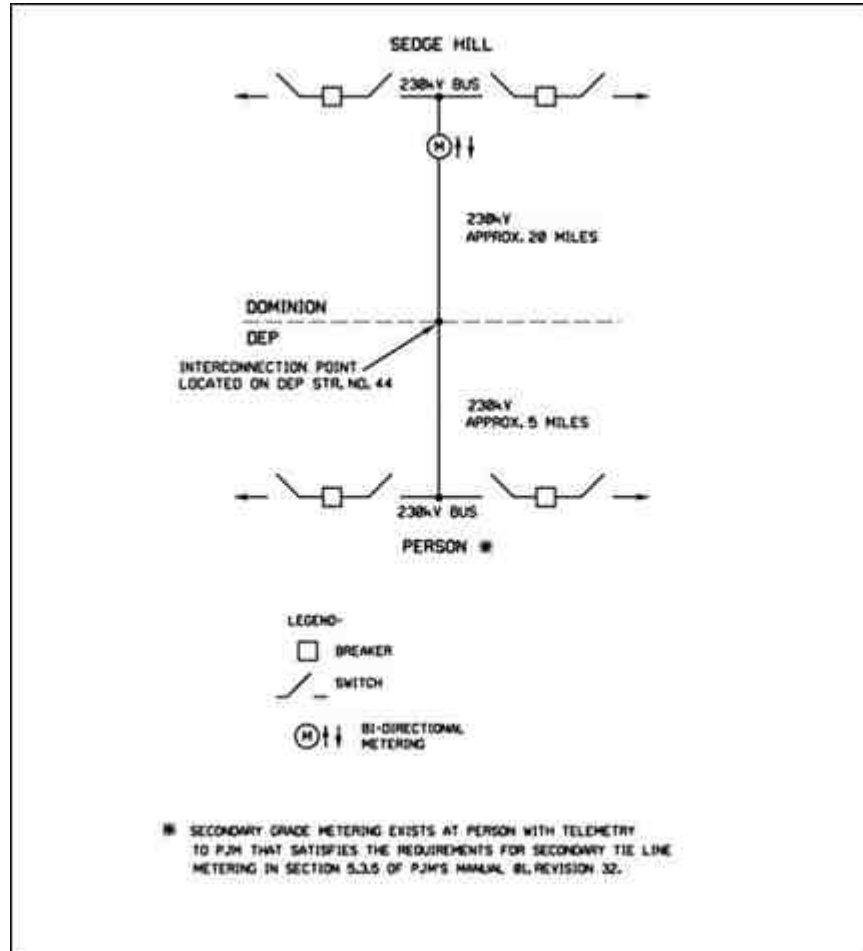 SEDGE HILL
230kV BUS
M
230kV
APPROX. 20 MILES
DOMINION
DEP
INTERCONNECTION POINT
LOCATED ON DEP STR. NO. 44
230kV
APPROX. 5 MILES
230kV BUS
PERSON *
LEGEND-
BREAKER
SWITCH
M BI-DIRECTIONAL
METERING
* SECONDARY GRADE METERING EXISTS AT PERSON WITH TELEMETRY
TO PJM THAT SATISFIES THE REQUIREMENTS FOR SECONDARY TIE LINE
METERING IN SECTION 5.3.5 OF PJM'S MANUAL 01, REVISION 32.